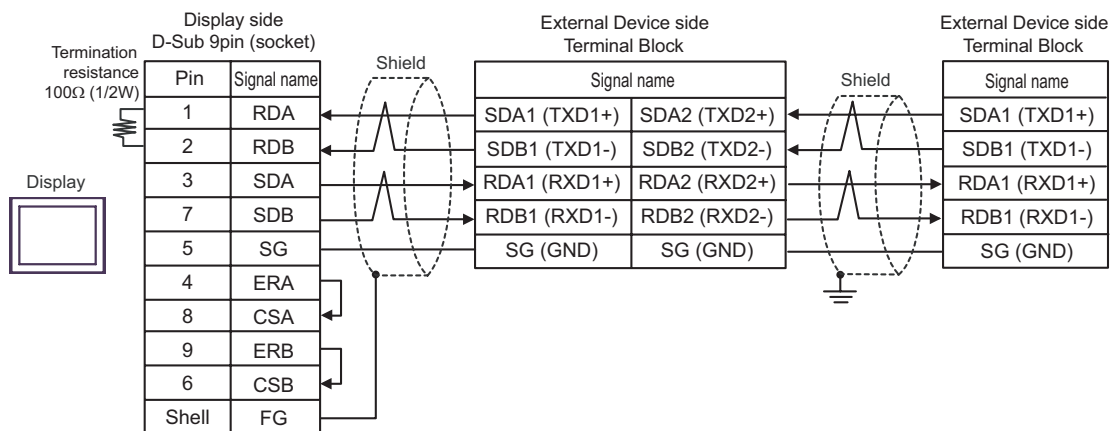 Display side
D-Sub 9pin (socket)
External Device side
Terminal Block
External Device side
Terminal Block
Termination
resistance
100Ω (1/2W)
Display
Pin Signal name
1 RDA
2 RDB
3 SDA
7 SDB
5 SG
4 ERA
8 CSA
9 ERB
6 CSB
Shell FG
Shield
Signal name
SDA1 (TXD1+) SDA2 (TXD2+)
SDB1 (TXD1-) SDB2 (TXD2-)
RDA1 (RXD1+) RDA2 (RXD2+)
RDB1 (RXD1-) RDB2 (RXD2-)
SG (GND) SG (GND)
Shield
Signal name
SDA1 (TXD1+)
SDB1 (TXD1-)
RDA1 (RXD1+)
RDB1 (RXD1-)
SG (GND)